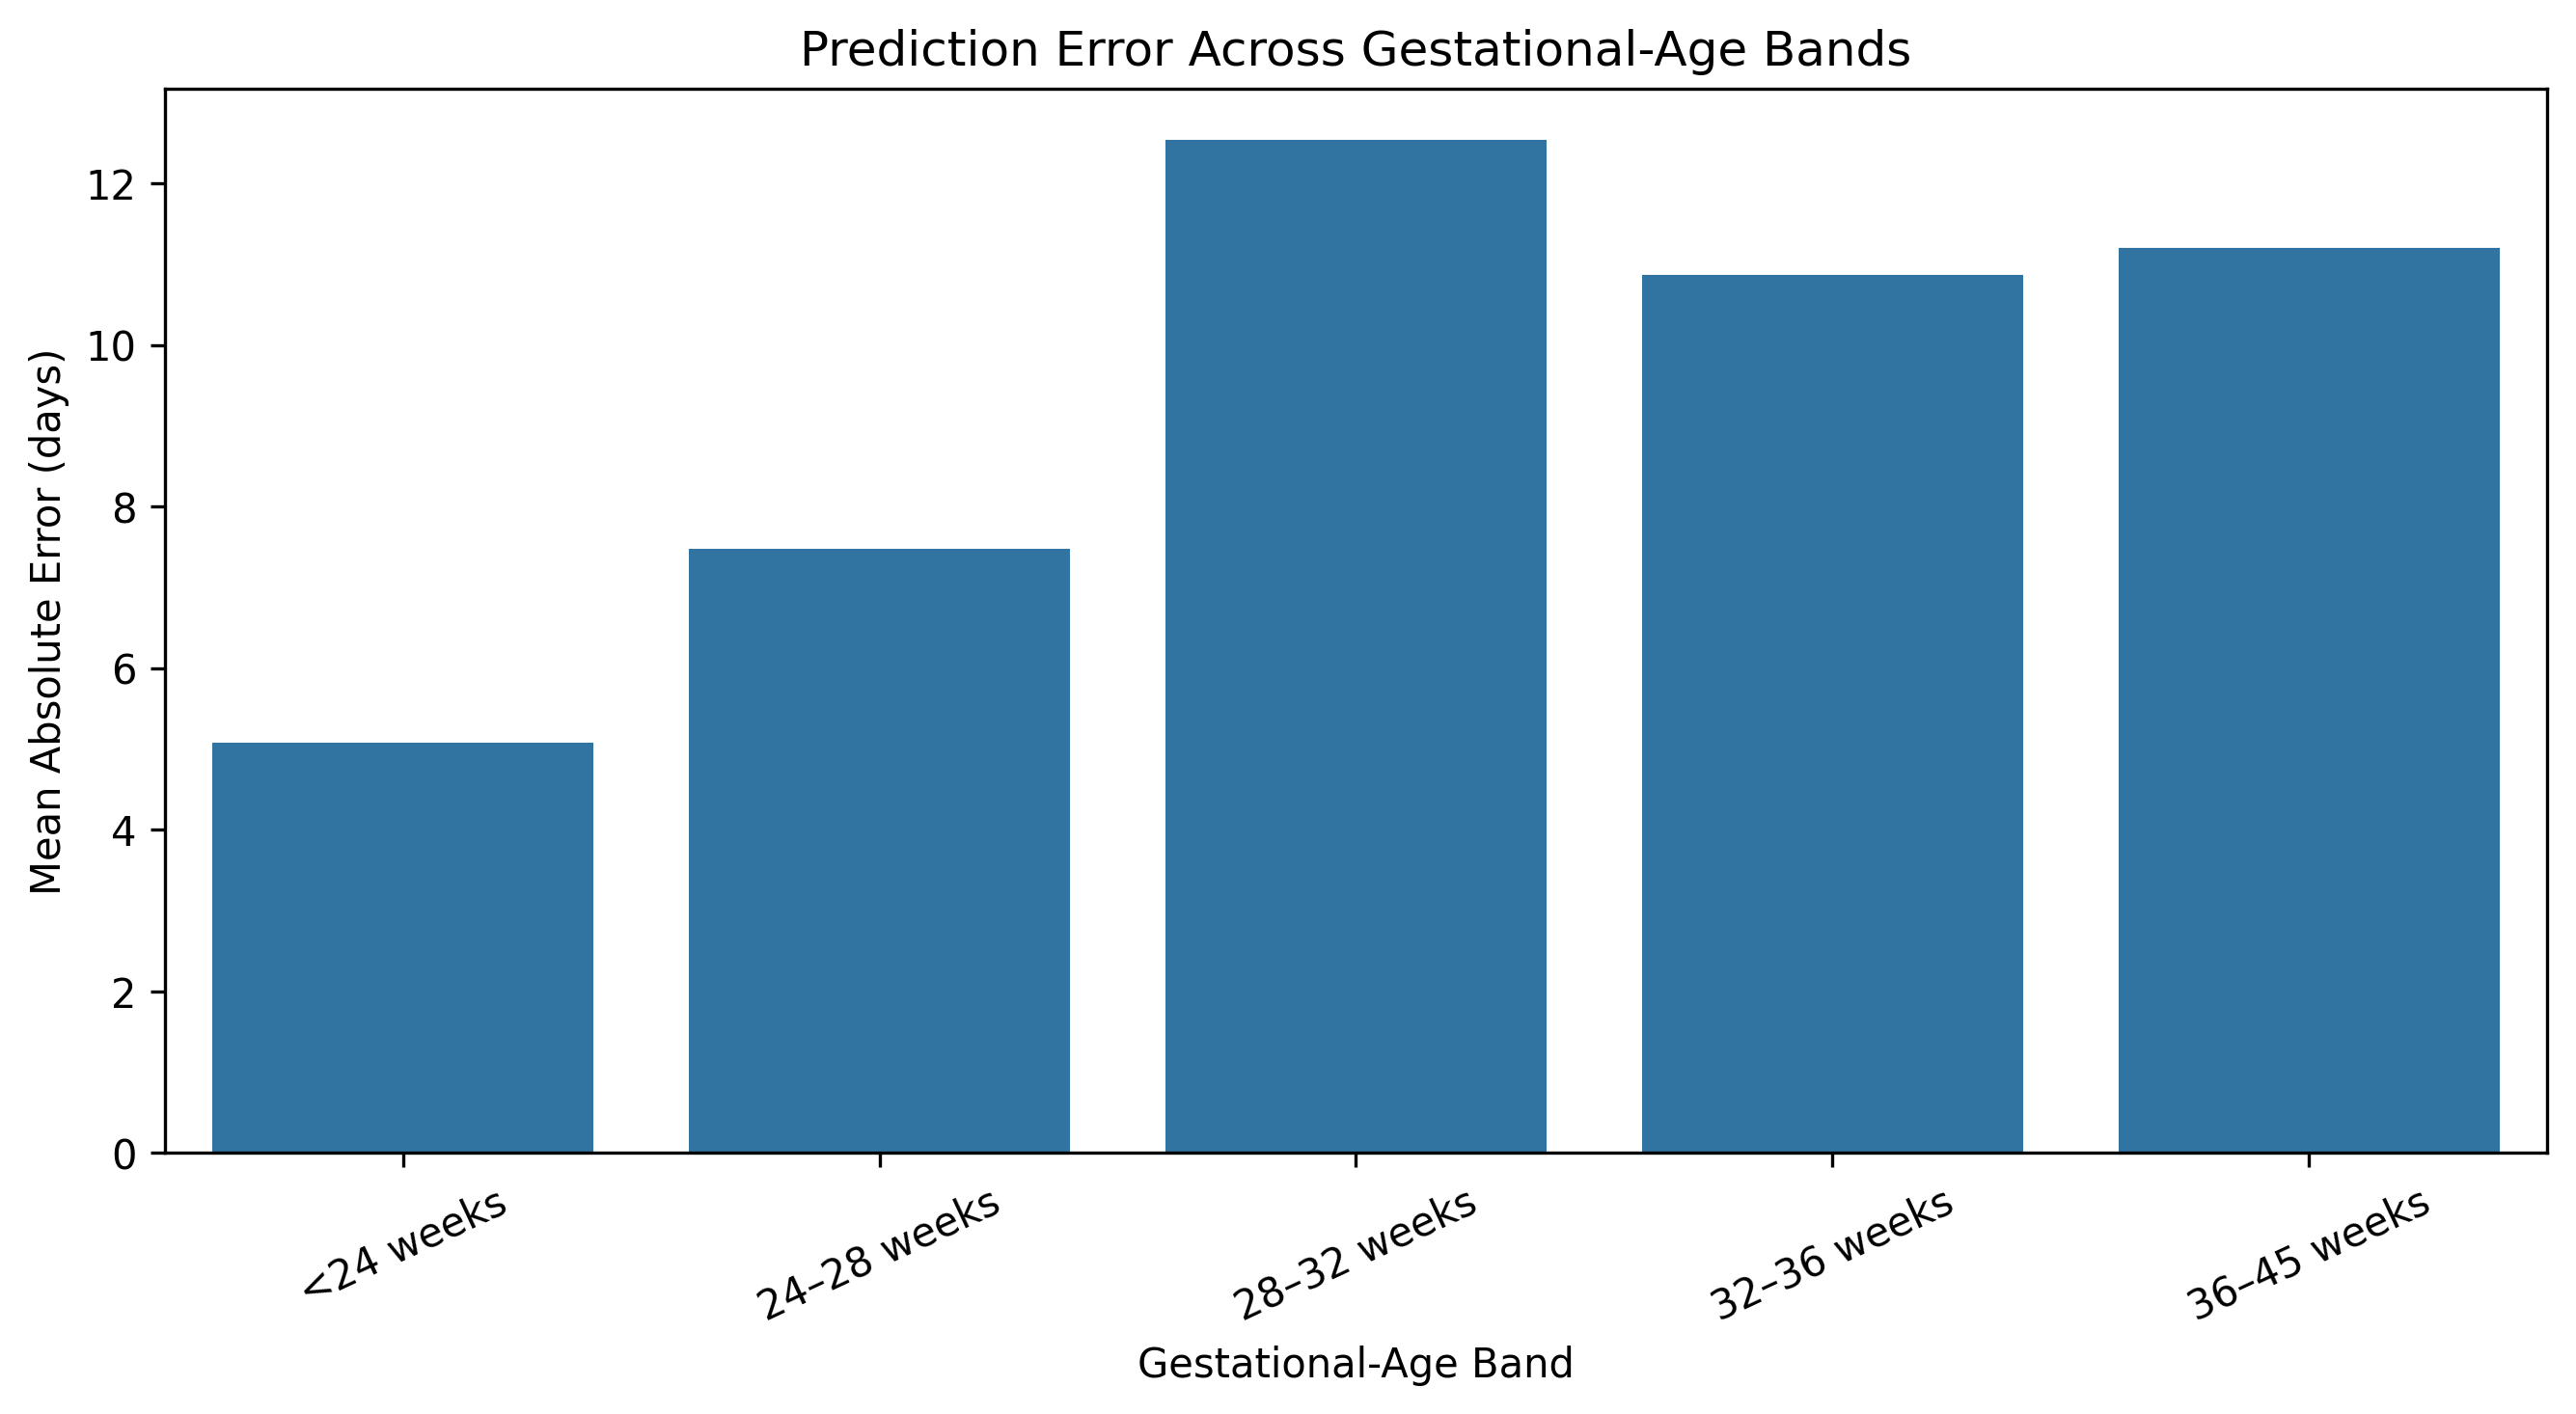 Prediction Error Across Gestational-Age Bands
Mean Absolute Error (days)
12
10
8
6
4
2
0
<24 weeks
24–28 weeks
28–32 weeks
32–36 weeks
36–45 weeks
Gestational-Age Band